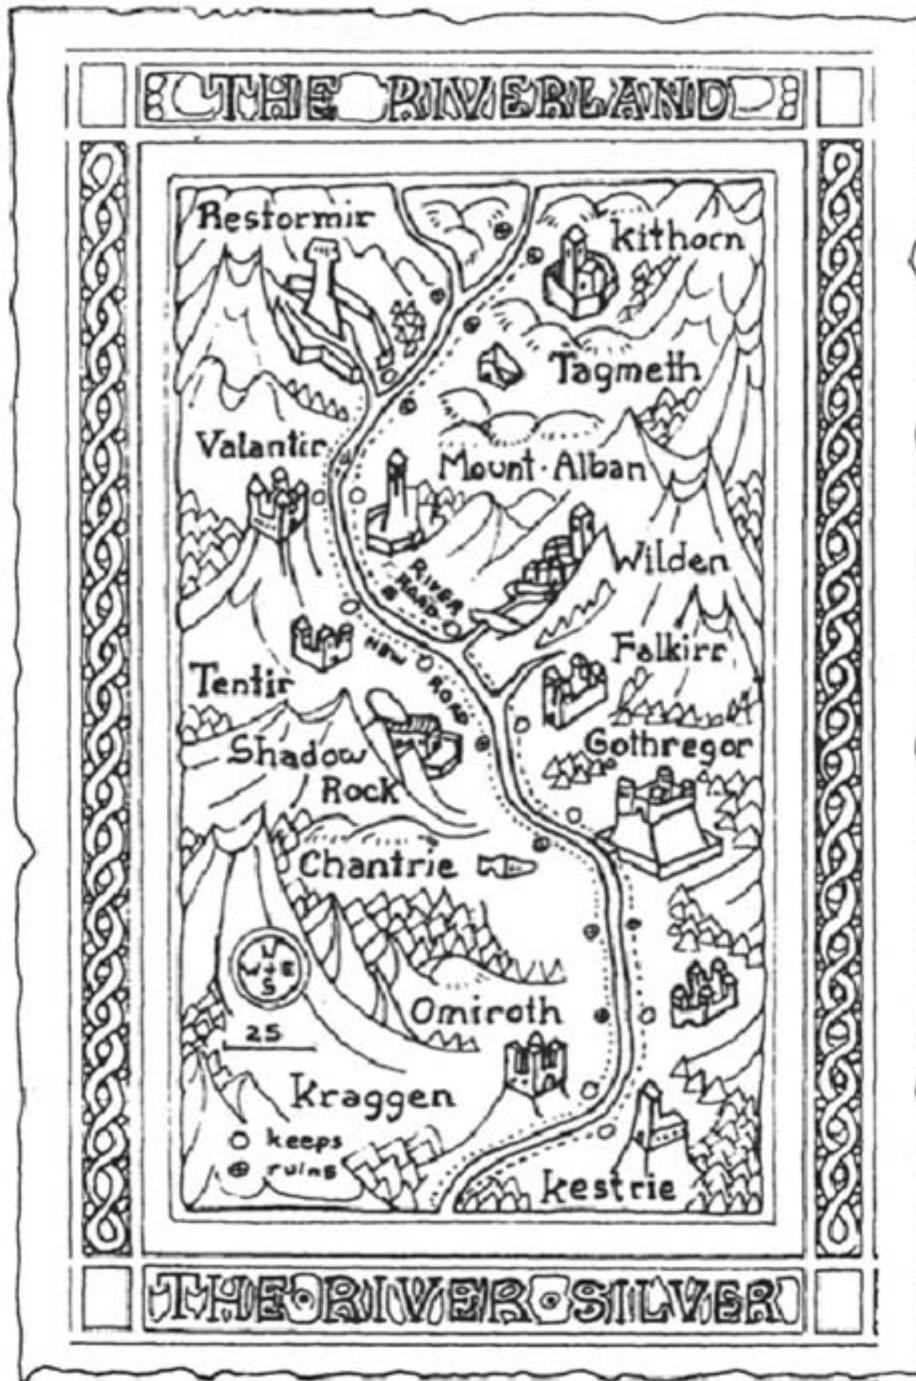 THE RIVERLAND
Restormir
Kithorn
Tagmeth
Valantir
Mount·Alban
Wilden
RIVER
ROAD
Falkirr
NEW
ROAD
Tentir
Gothregor
Shadow
Rock
Chantrie
N
W+E
S
Omiroth
25
Kraggen
keeps
ruins
Kestrie
THE·RIVER·SILVER